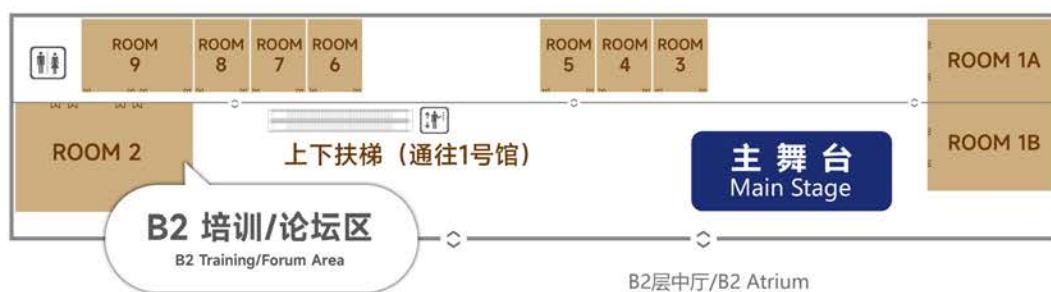 ROOM
9
ROOM
8
ROOM
7
ROOM
6
ROOM
5
ROOM
4
ROOM
3
ROOM 1A
ROOM 2
上下扶梯（通往1号馆）
主舞台
Main Stage
ROOM 1B
B2 培训/论坛区
B2 Training/Forum Area
B2层中厅/B2 Atrium